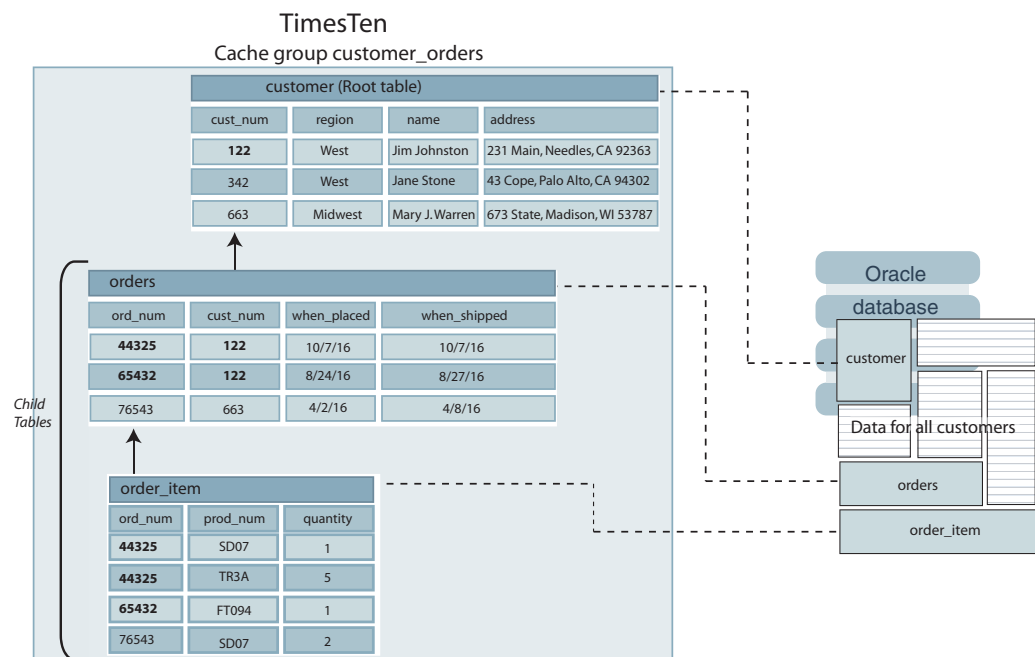 TimesTen
Cache group customer_orders
customer (Root table)
cust_num region name address
122 West Jim Johnston 231 Main, Needles, CA 92363
342 West Jane Stone 43 Cope, Palo Alto, CA 94302
663 Midwest Mary J. Warren 673 State, Madison, WI 53787
orders
ord_num cust_num when_placed when_shipped
44325 122 10/7/16 10/7/16
65432 122 8/24/16 8/27/16
76543 663 4/2/16 4/8/16
Child
Tables
order_item
ord_num prod_num quantity
44325 SD07 1
44325 TR3A 5
65432 FT094 1
76543 SD07 2
Oracle
database
customer
Data for all customers
orders
order_item